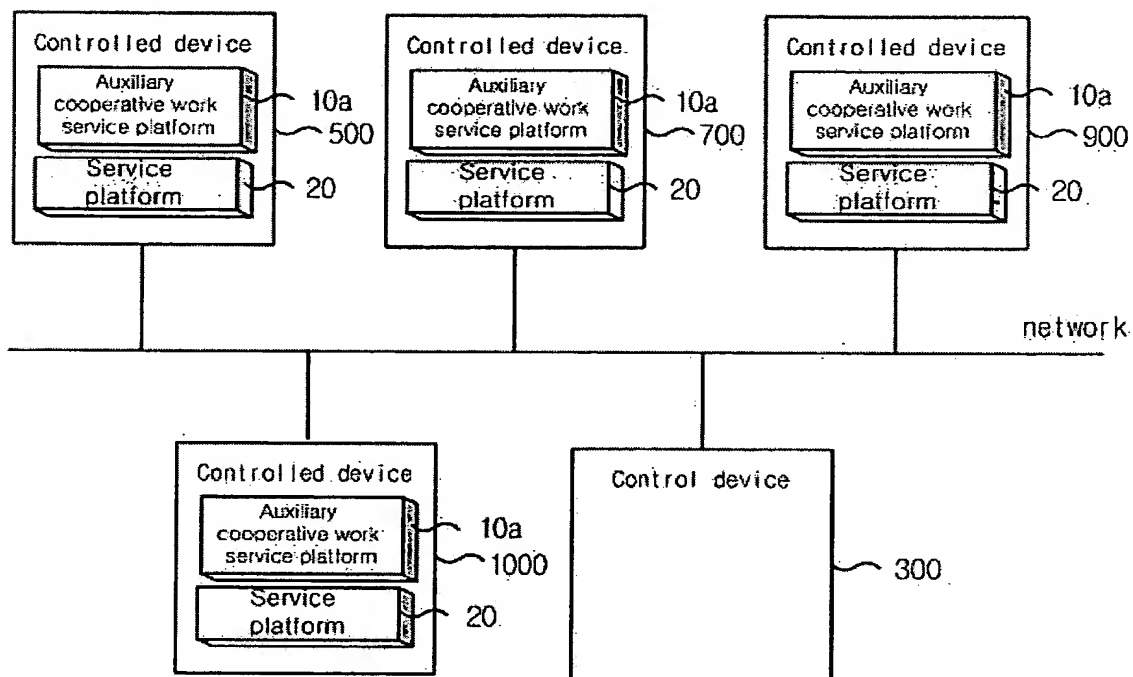 Controlled device
Auxiliary
cooperative work
service platform
10a
500
Service
platform
20
Controlled device
Auxiliary
cooperative work
service platform
10a
700
Service
platform
20
Controlled device
Auxiliary
cooperative work
service platform
10a
900
Service
platform
20
network
Controlled device
Auxiliary
cooperative work
service platform
10a
1000
Service
platform
20
Control device
300